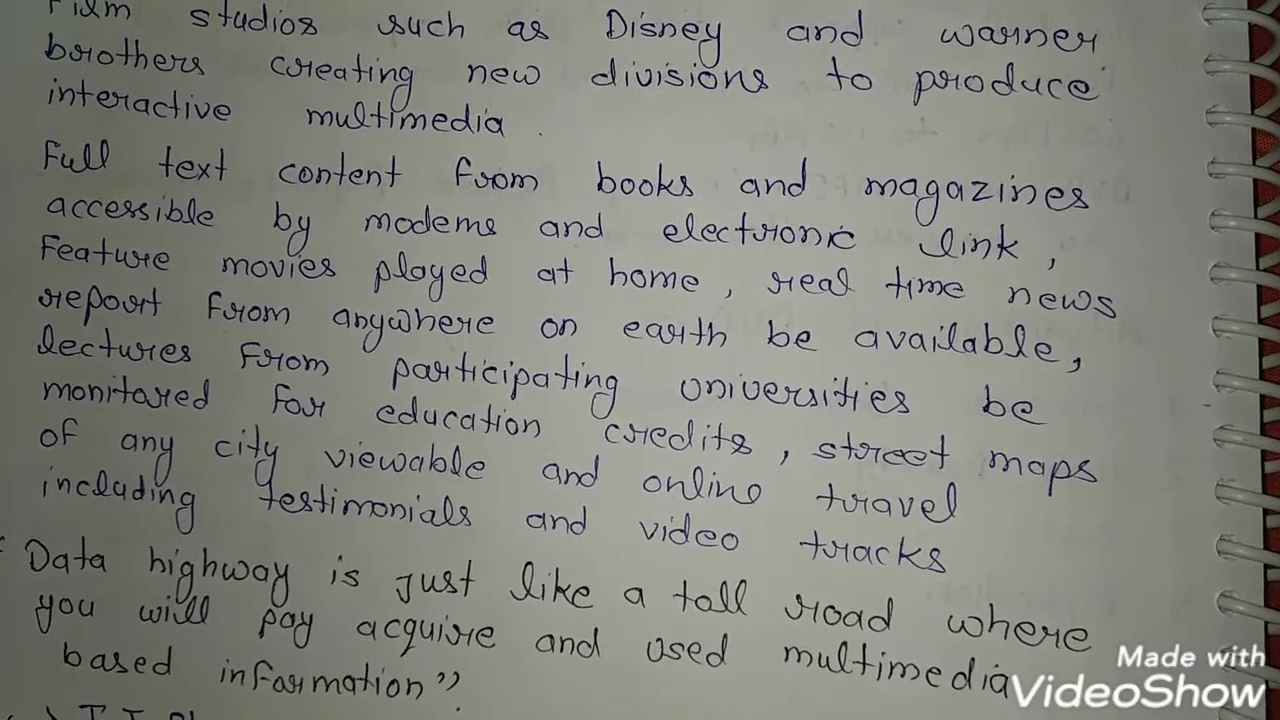 Film studios such as Disney and warner
brothers creating new divisions to produce
interactive multimedia.
Full text content from books and magazines
accessible by modems and electronic link,
Feature movies played at home, real time news
report from anywhere on earth be available,
lectures from participating universities be
monitared for education credits, street maps
of any city viewable and online travel
including testimonials and video tracks
Data highway is just like a tall road where
you will pay acquire and used multimedia
based information”
Made with
VideoShow